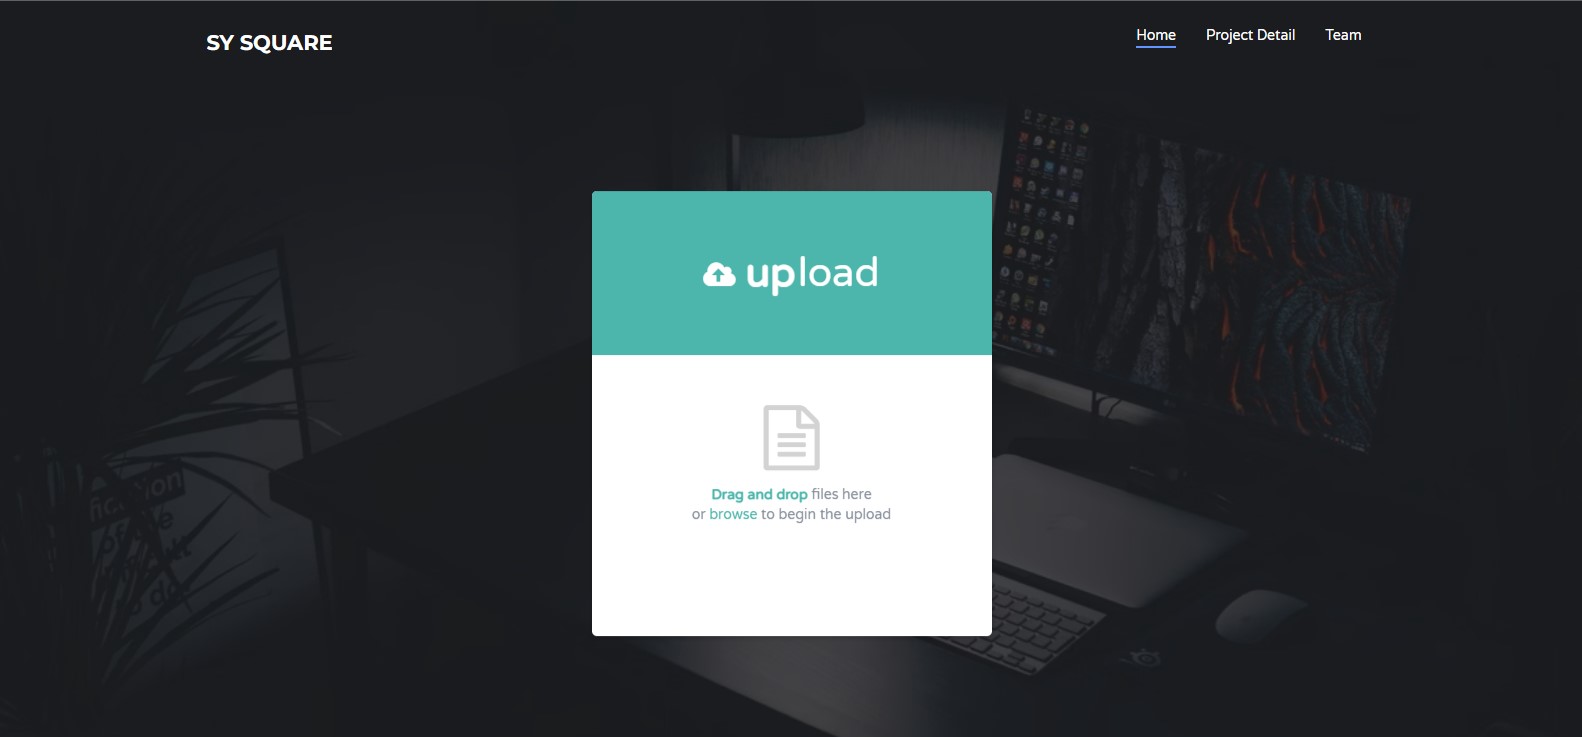 SY SQUARE
Home
Project Detail
Team
upload
Drag and drop files here
or browse to begin the upload